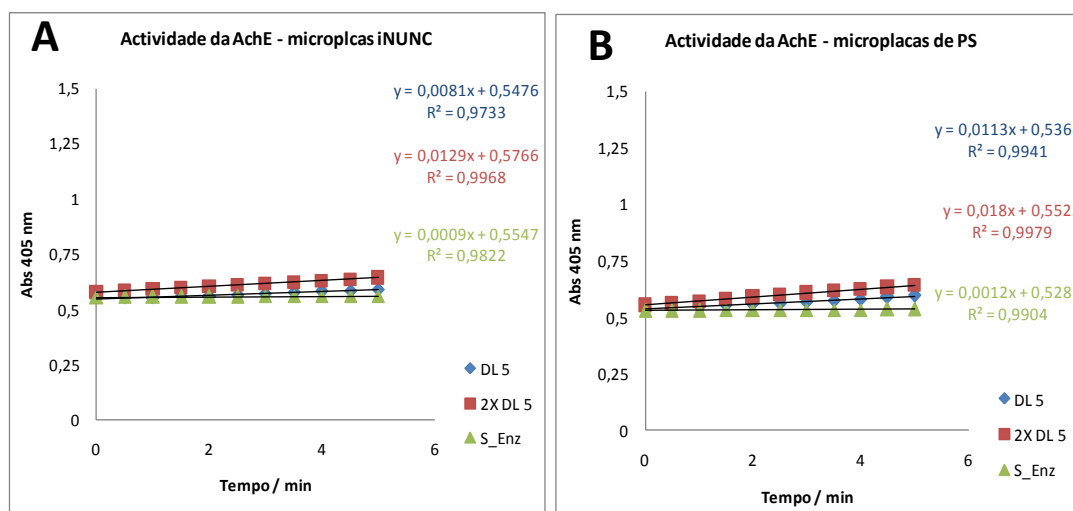 A
Actividade da AchE - microplcas iNUNC
y = 0,0081x + 0,5476
R² = 0,9733
y = 0,0129x + 0,5766
R² = 0,9968
y = 0,0009x + 0,5547
R² = 0,9822
1,5
1,25
1
0,75
0,5
0,25
0
Abs 405 nm
0
2
4
6
Tempo / min
DL 5
2X DL 5
S_Enz
B
Actividade da AchE - microplacas de PS
y = 0,0113x + 0,536
R² = 0,9941
y = 0,018x + 0,552
R² = 0,9979
y = 0,0012x + 0,528
R² = 0,9904
1,5
1,25
1
0,75
0,5
0,25
0
Abs 405 nm
0
2
4
6
Tempo / min
DL 5
2X DL 5
S_Enz